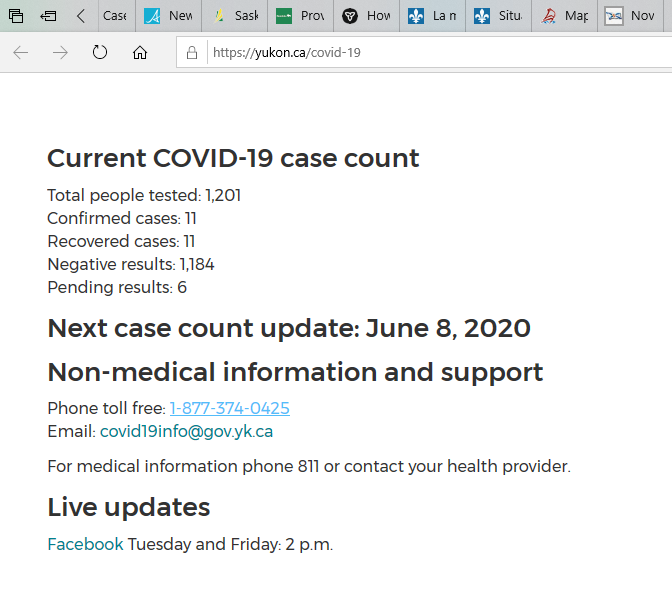 Case
Nev
Sask
Prov
How
La m
Situ
Map
Nov
https://yukon.ca/covid-19
Current COVID-19 case count
Total people tested: 1,201
Confirmed cases: 11
Recovered cases: 11
Negative results: 1,184
Pending results: 6
Next case count update: June 8, 2020
Non-medical information and support
Phone toll free: 1-877-374-0425
Email: covid19info@gov.yk.ca
For medical information phone 811 or contact your health provider.
Live updates
Facebook Tuesday and Friday: 2 p.m.